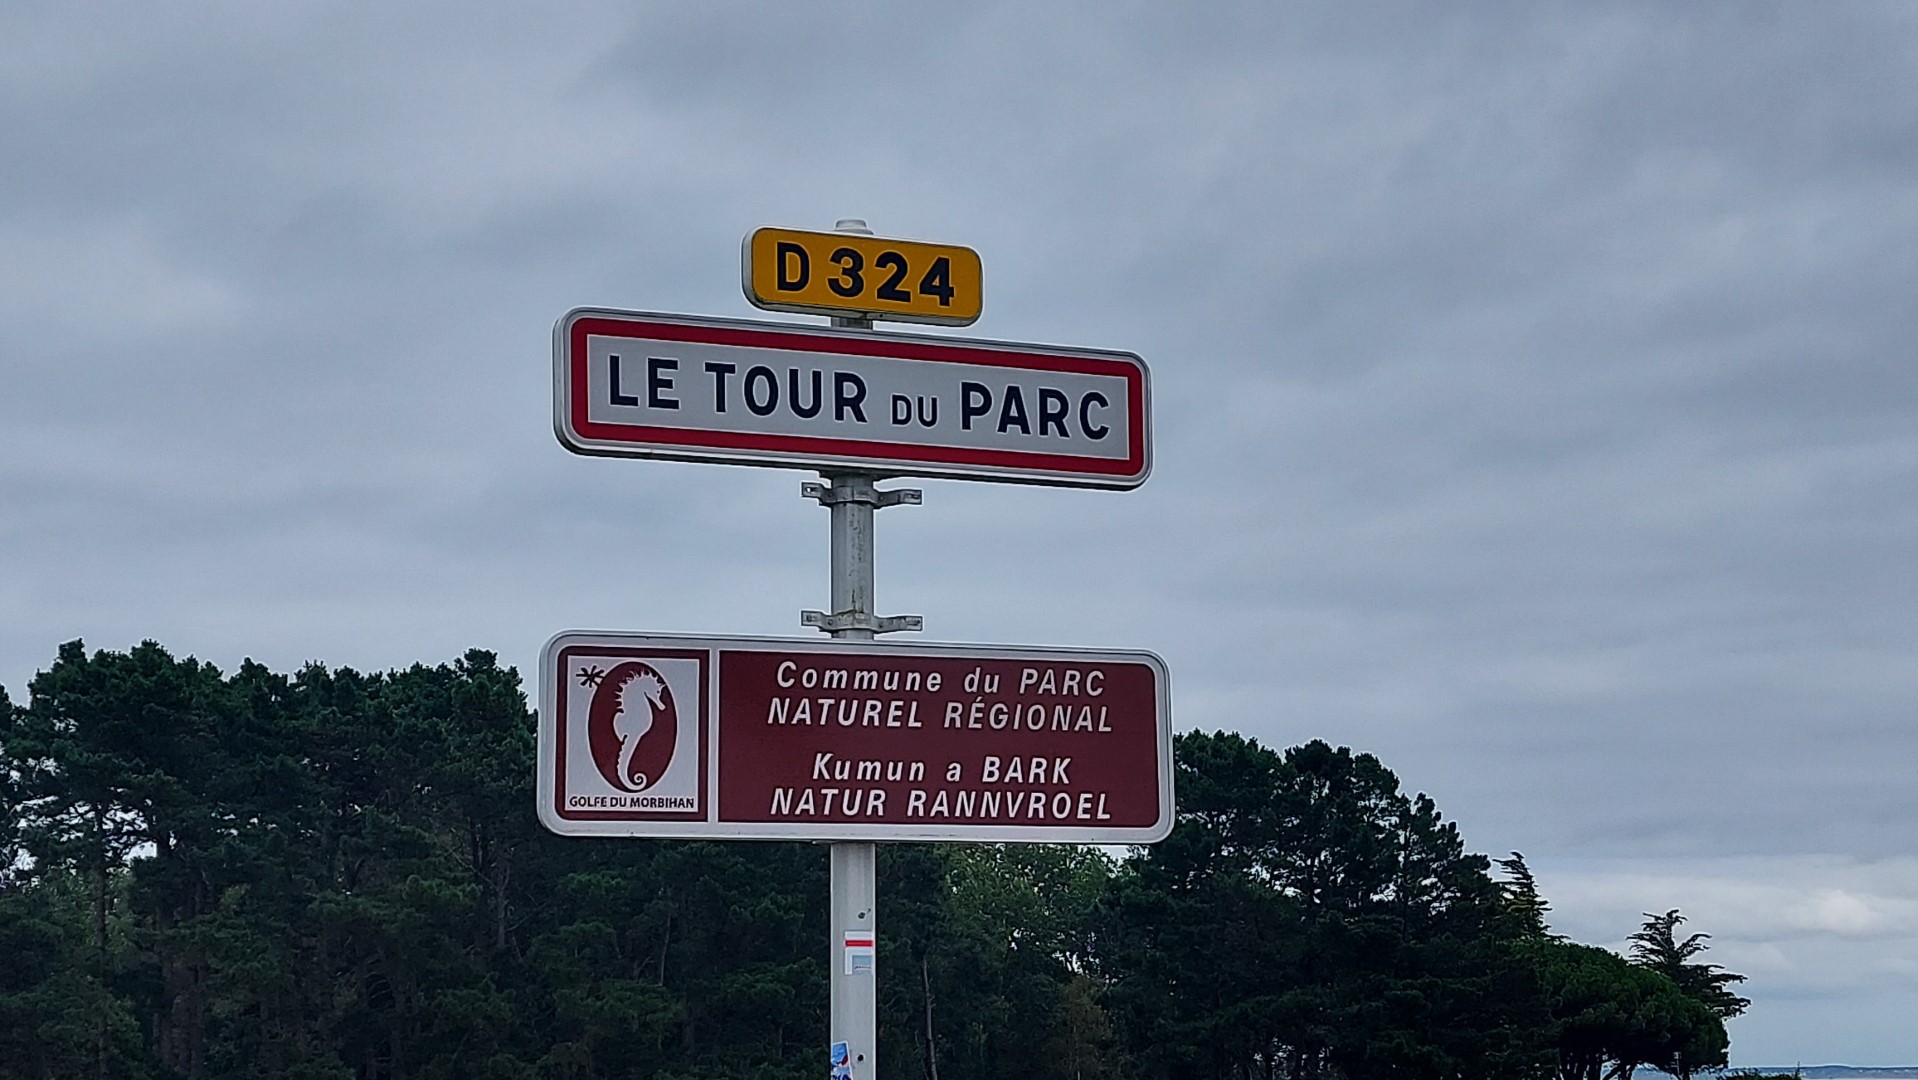 D 324
LE TOUR DU PARC
Commune du PARC
NATUREL RÉGIONAL
Kumun a BARK
NATUR RANNVROEL
GOLFE DU MORBIHAN